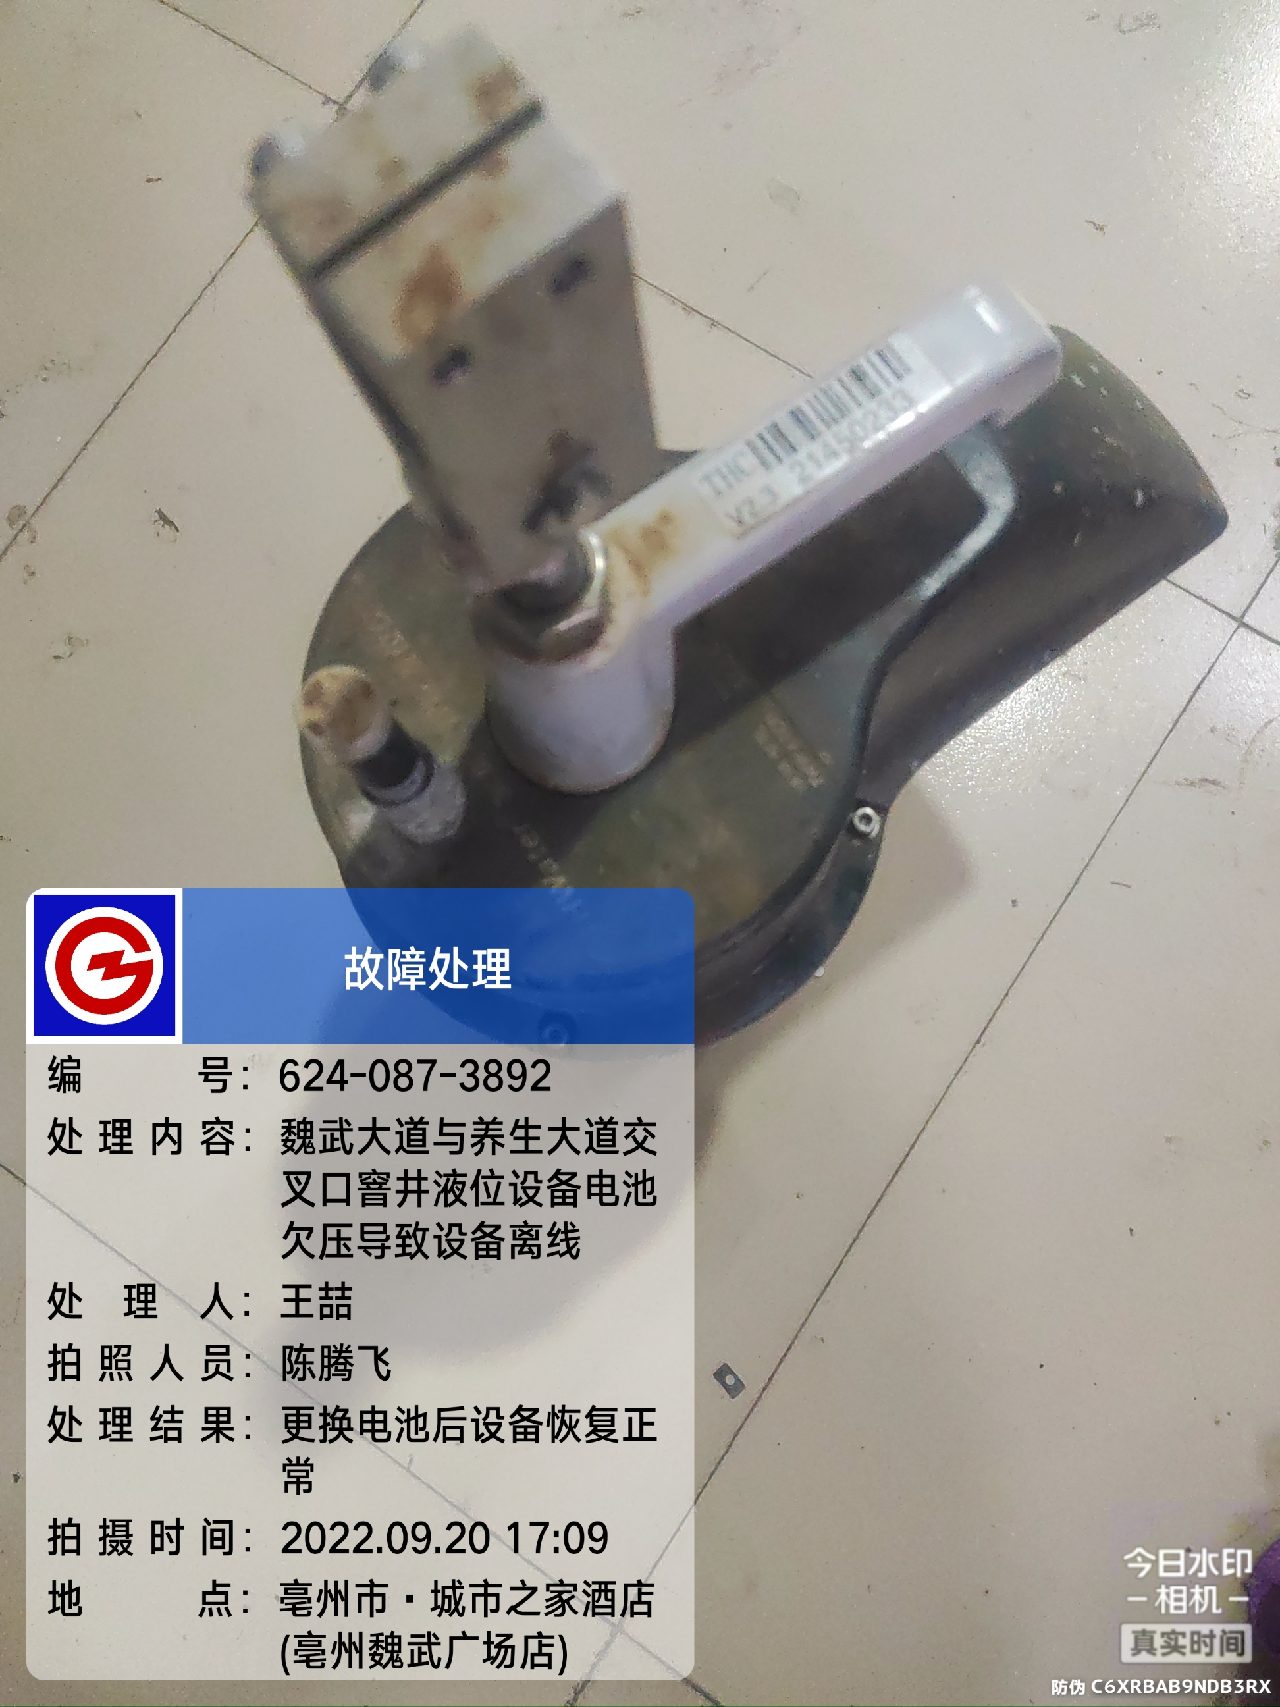 THC
V2.3 21450233
故障处理
编号：624-087-3892
处理内容：魏武大道与养生大道交
叉口窨井液位设备电池
欠压导致设备离线
处理人：王喆
拍照人员：陈腾飞
处理结果：更换电池后设备恢复正
常
拍摄时间：2022.09.20 17:09
地点：亳州市·城市之家酒店
(亳州魏武广场店)
今日水印
相机
真实时间
防伪 C6XRBAB9NDB3RX